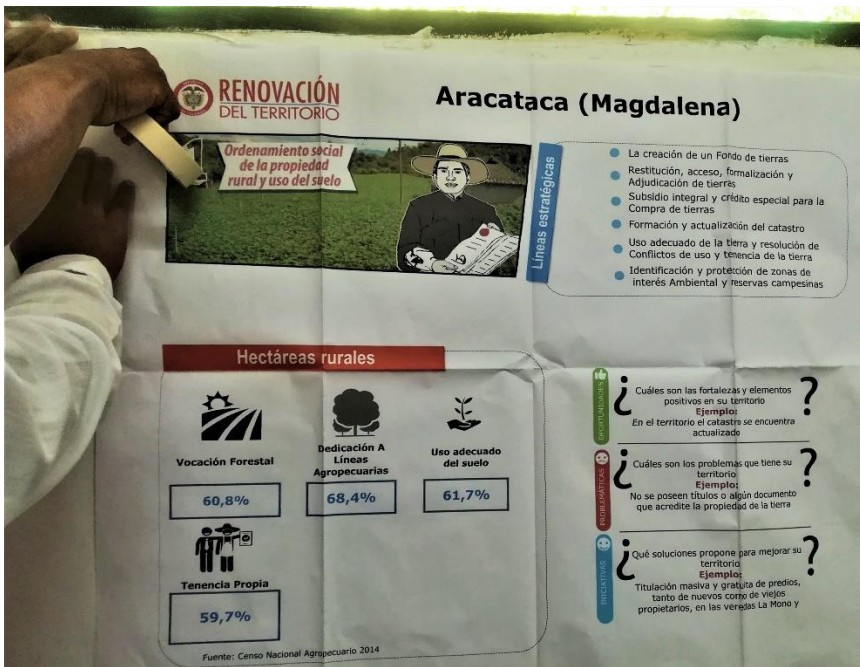 RENOVACIÓN
DEL TERRITORIO
Aracataca (Magdalena)
Ordenamiento social
de la propiedad
rural y uso del suelo
Líneas estratégicas
La creación de un Fondo de tierras
Restitución, acceso, formalización y
Adjudicación de tierras
Subsidio integral y crédito especial para la
Compra de tierras
Formación y actualización del catastro
Uso adecuado de la tierra y resolución de
Conflictos de uso y tenencia de la tierra
Identificación y protección de zonas de
interés Ambiental y reservas campesinas
Hectáreas rurales
Vocación Forestal
60,8%
Dedicación A
Líneas
Agropecuarias
68,4%
Uso adecuado
del suelo
61,7%
Tenencia Propia
59,7%
Fuente: Censo Nacional Agropecuario 2014
OPORTUNIDADES
¿Cuáles son las fortalezas y elementos
positivos en su territorio?
Ejemplo:
En el territorio el catastro se encuentra
actualizado
PROBLEMÁTICAS
¿Cuáles son los problemas que tiene su
territorio?
Ejemplo:
No se poseen títulos o algún documento
que acredite la propiedad de la tierra
INICIATIVAS
¿Qué soluciones propone para mejorar su
territorio?
Ejemplo:
Titulación masiva y gratuita de predios,
tanto de nuevos como de viejos
propietarios, en las veredas La Mono y